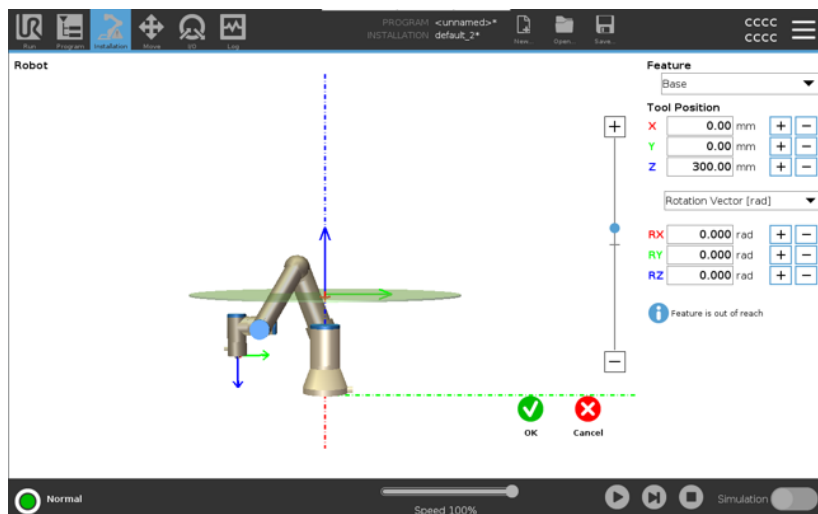 PROGRAM <unnamed>*
INSTALLATION default_2*
CCCC
CCCC
Run Program Installation Move I/O Log New... Open... Save...
Robot
Feature
Base
Tool Position
X 0.00 mm + −
Y 0.00 mm + −
Z 300.00 mm + −
Rotation Vector [rad]
RX 0.000 rad + −
RY 0.000 rad + −
RZ 0.000 rad + −
Feature is out of reach
OK Cancel
Normal
Speed 100%
Simulation